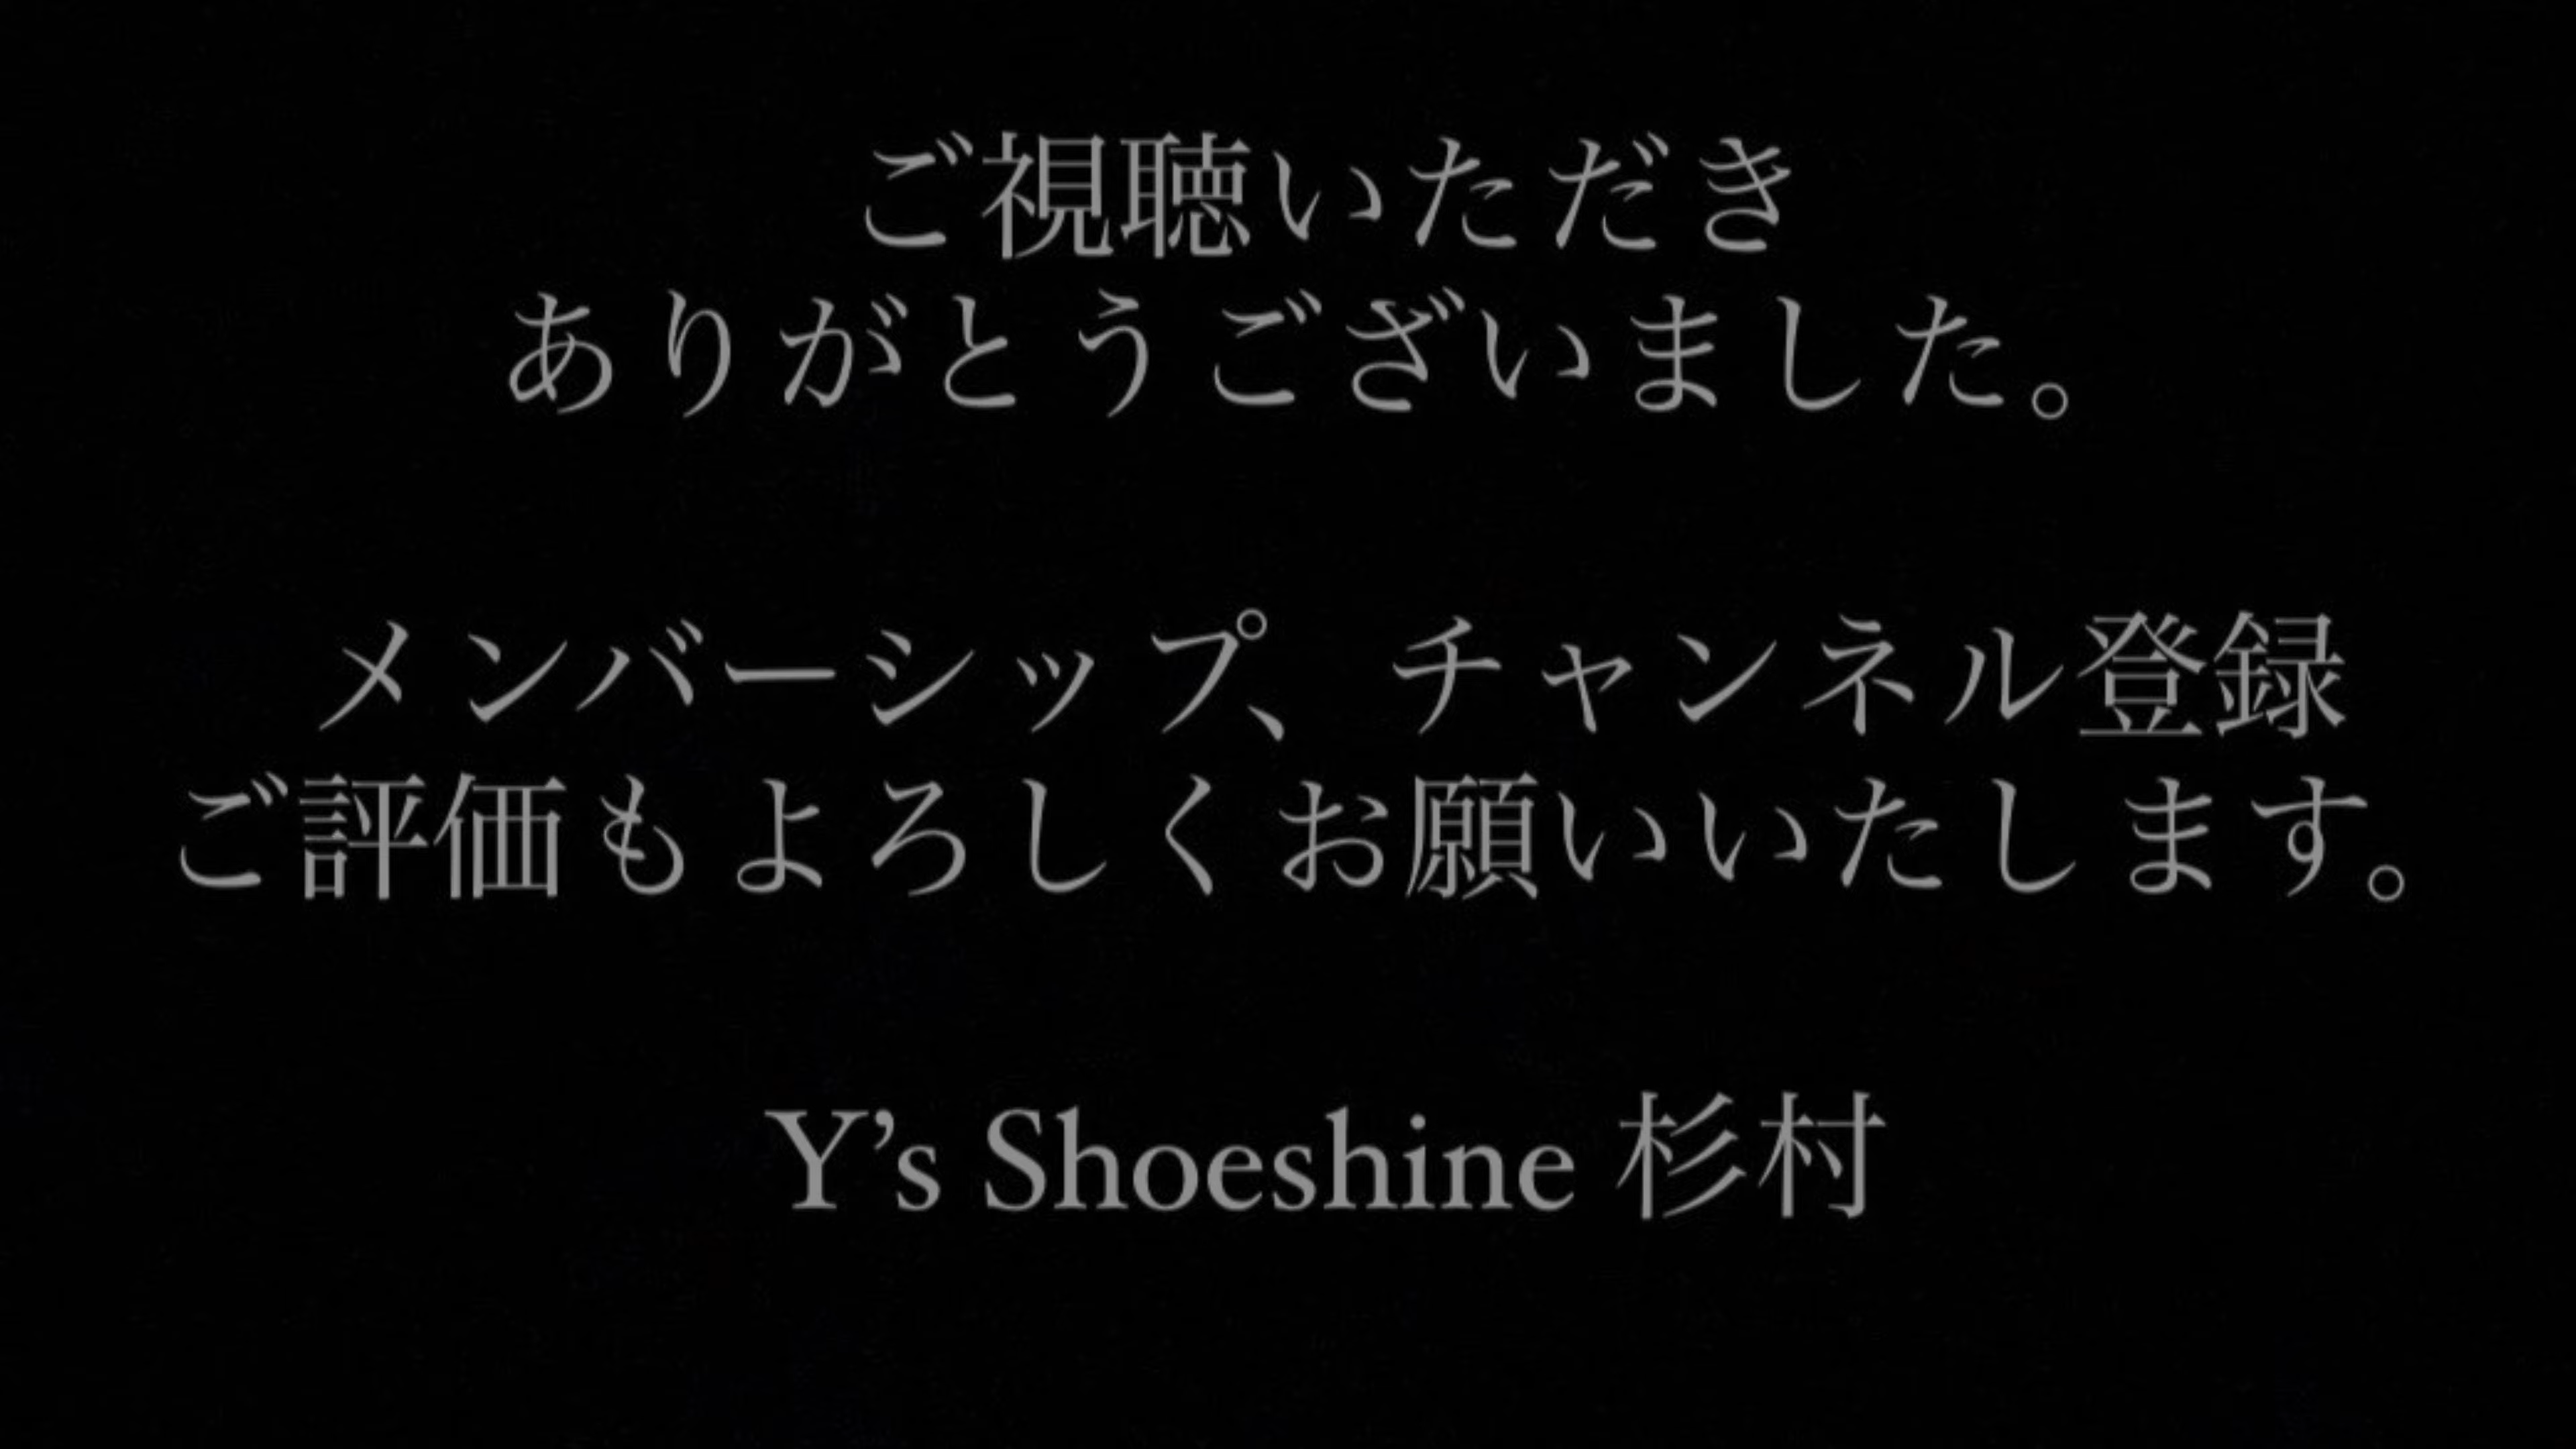 ご視聴いただき
ありがとうございました。
メンバーシップ、チャンネル登録
ご評価もよろしくお願いいたします。
Y’s Shoeshine 杉村